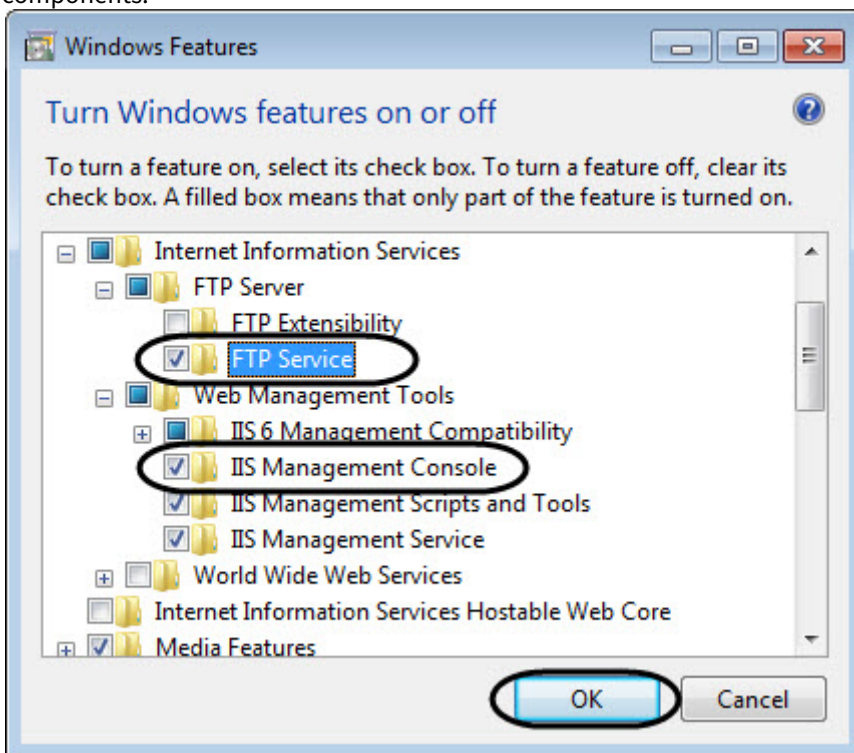 components.
Windows Features
Turn Windows features on or off
To turn a feature on, select its check box. To turn a feature off, clear its
check box. A filled box means that only part of the feature is turned on.
Internet Information Services
FTP Server
FTP Extensibility
FTP Service
Web Management Tools
IIS 6 Management Compatibility
IIS Management Console
IIS Management Scripts and Tools
IIS Management Service
World Wide Web Services
Internet Information Services Hostable Web Core
Media Features
OK Cancel